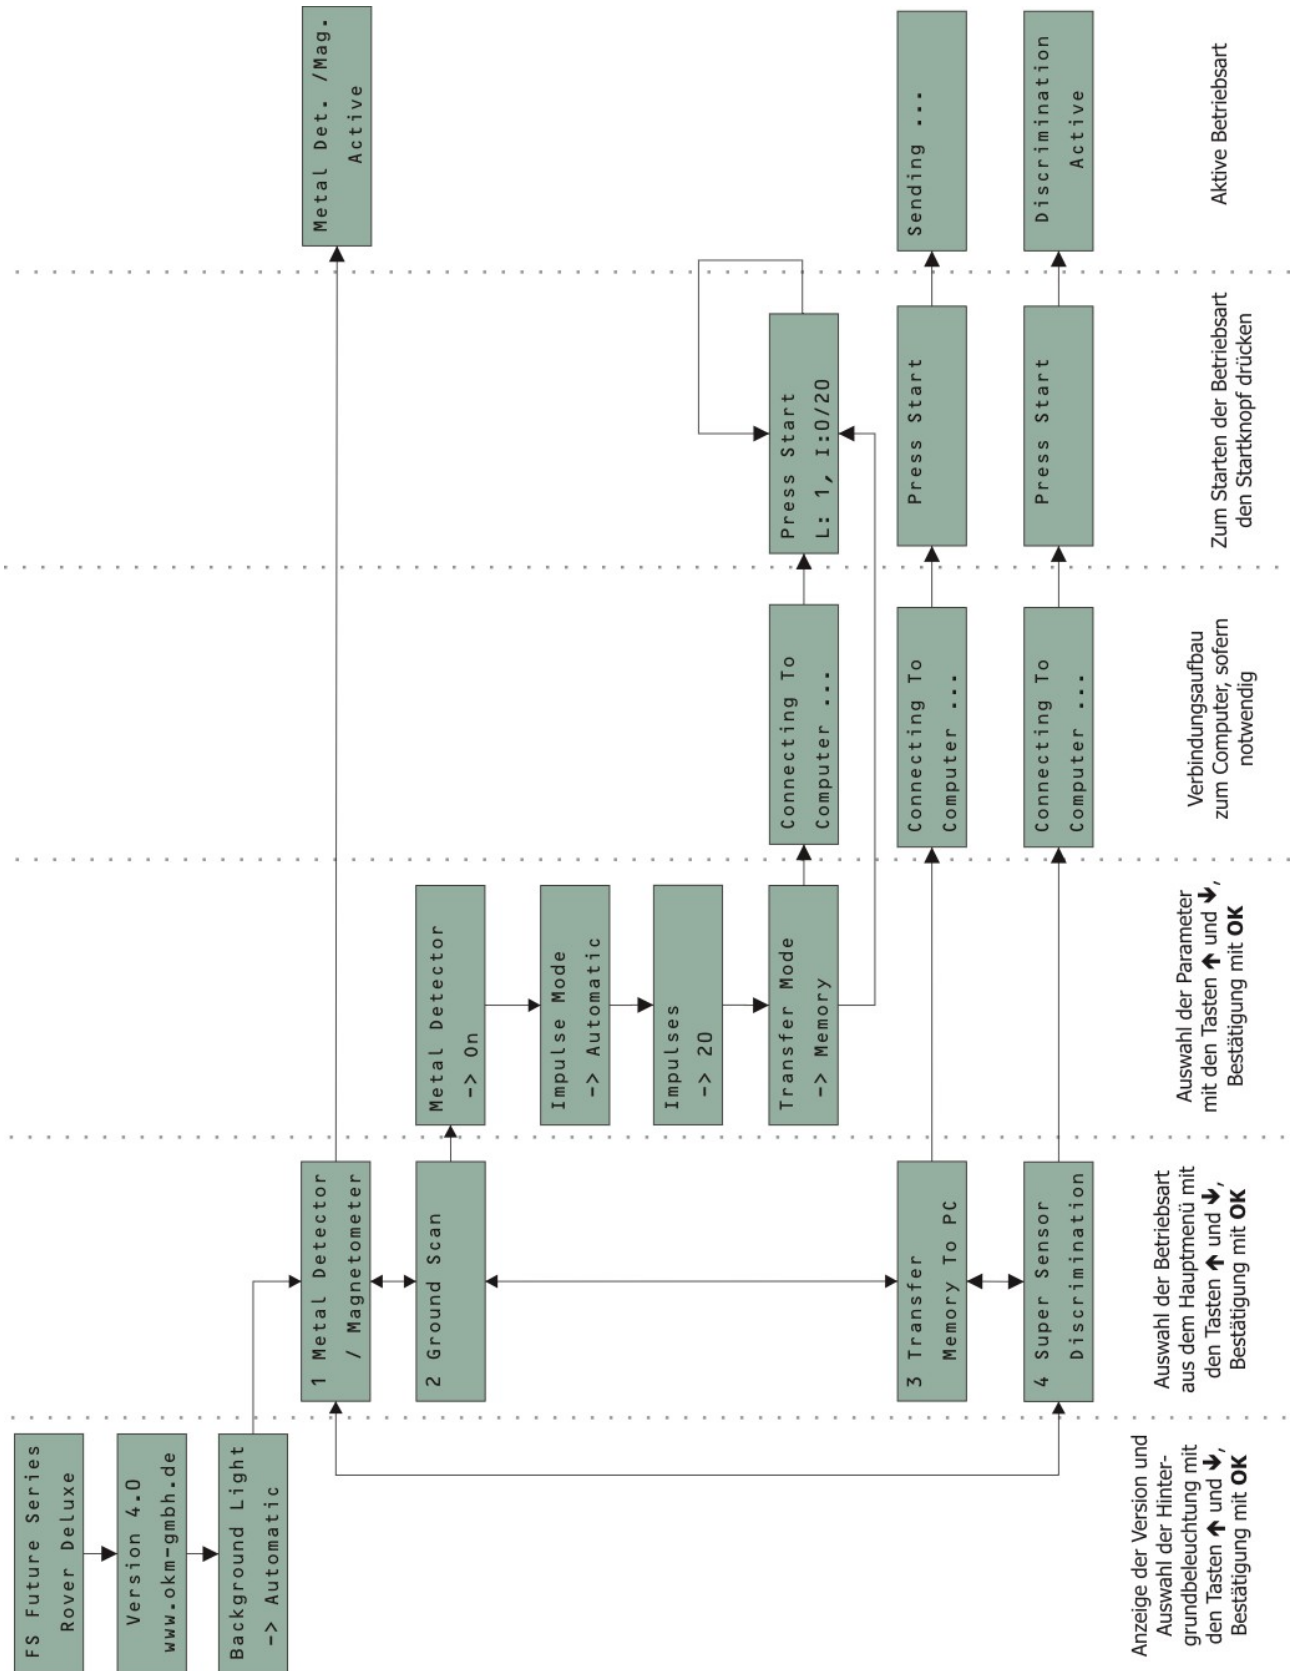 FS Future Series
Rover Deluxe
Version 4.0
www.okm-gmbh.de
Background Light
-> Automatic
1 Metal Detector
/ Magnetometer
2 Ground Scan
3 Transfer
Memory To PC
4 Super Sensor
Discrimination
Metal Detector
-> On
Impulse Mode
-> Automatic
Impulses
-> 20
Transfer Mode
-> Memory
Connecting To
Computer ...
Connecting To
Computer ...
Connecting To
Computer ...
Press Start
L: 1, I:0/20
Press Start
Press Start
Metal Det. /Mag.
Active
Sending ...
Discrimination
Active
Anzeige der Version und
Auswahl der Hinter-
grundbeleuchtung mit
den Tasten ↑ und ↓,
Bestätigung mit OK
Auswahl der Betriebsart
aus dem Hauptmenü mit
den Tasten ↑ und ↓,
Bestätigung mit OK
Auswahl der Parameter
mit den Tasten ↑ und ↓,
Bestätigung mit OK
Verbindungsaufbau
zum Computer, sofern
notwendig
Zum Starten der Betriebsart
den Startknopf drücken
Aktive Betriebsart